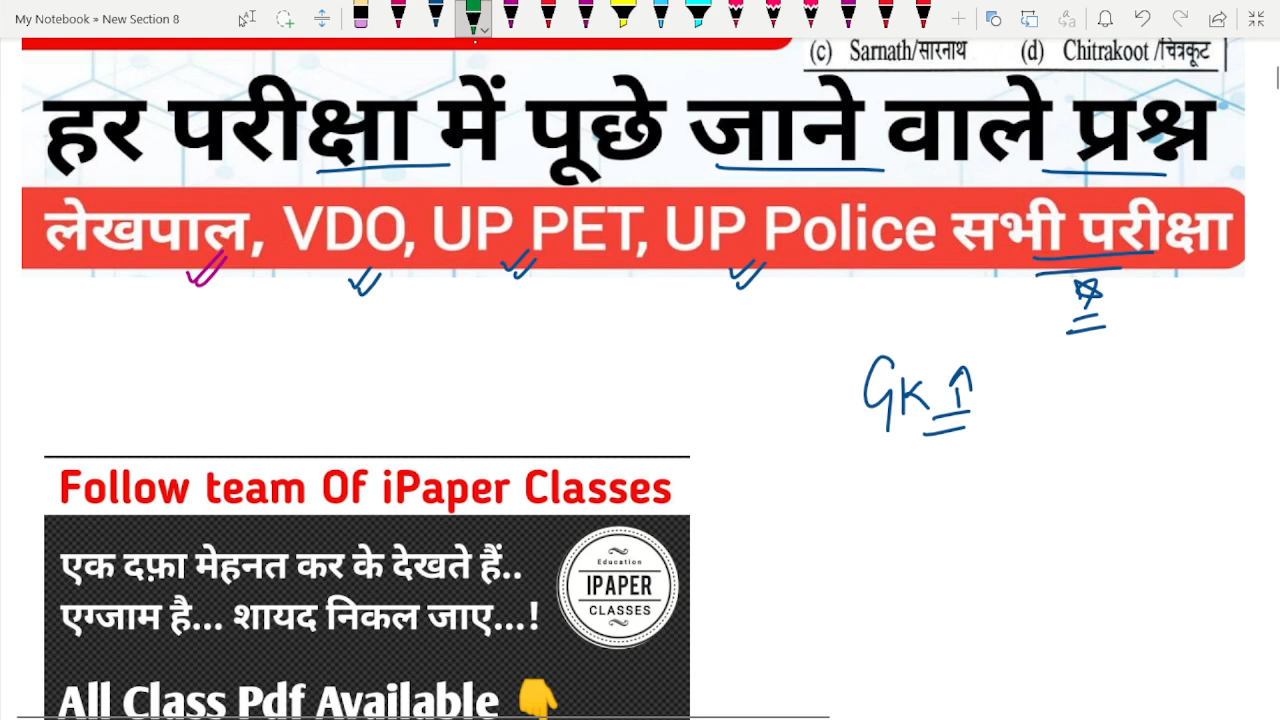 My Notebook » New Section 8
(c) Sarnath/सारनाथ (d) Chitrakoot /चित्रकूट
हर परीक्षा में पूछे जाने वाले प्रश्न
लेखपाल, VDO, UP PET, UP Police सभी परीक्षा
GK
Follow team Of iPaper Classes
एक दफ़ा मेहनत कर के देखते हैं..
एग्जाम है... शायद निकल जाए...!
Education
IPAPER
CLASSES
All Class Pdf Available